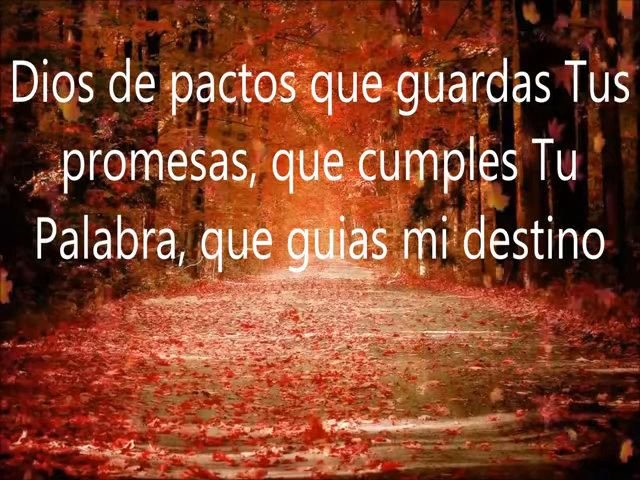 Dios de pactos que guardas Tus
promesas, que cumples Tu
Palabra, que guias mi destino